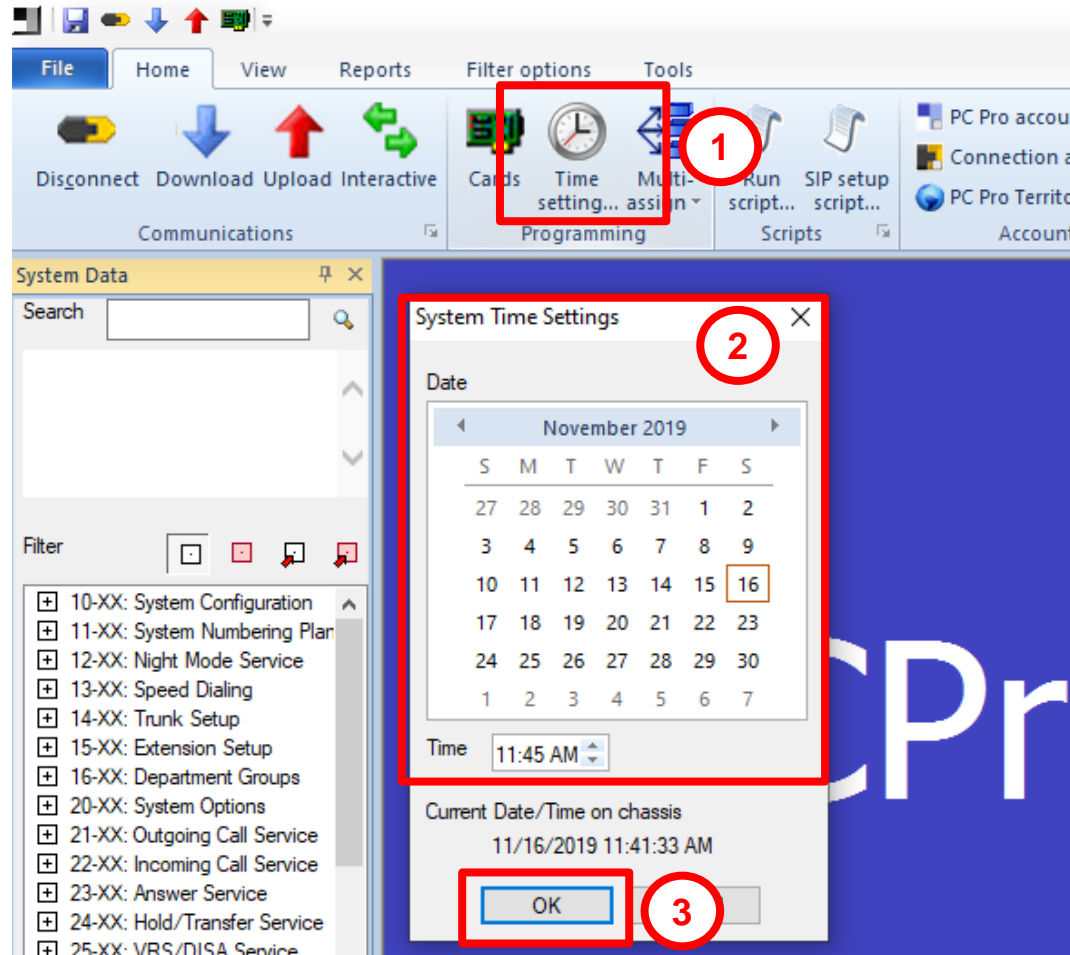 File Home View Reports Filter options Tools
Disconnect Download Upload Interactive
Communications
Cards Time setting... Multi-assign
Programming
1
Run script... SIP setup script...
Scripts
PC Pro accou
Connection a
PC Pro Territo
Account
System Data
Search
Filter
10-XX: System Configuration
11-XX: System Numbering Plan
12-XX: Night Mode Service
13-XX: Speed Dialing
14-XX: Trunk Setup
15-XX: Extension Setup
16-XX: Department Groups
20-XX: System Options
21-XX: Outgoing Call Service
22-XX: Incoming Call Service
23-XX: Answer Service
24-XX: Hold/Transfer Service
25-XX: VRS/DISA Service
System Time Settings
2
Date
November 2019
S M T W T F S
27 28 29 30 31 1 2
3 4 5 6 7 8 9
10 11 12 13 14 15 16
17 18 19 20 21 22 23
24 25 26 27 28 29 30
1 2 3 4 5 6 7
Time 11:45 AM
Current Date/Time on chassis
11/16/2019 11:41:33 AM
OK
3
CPr